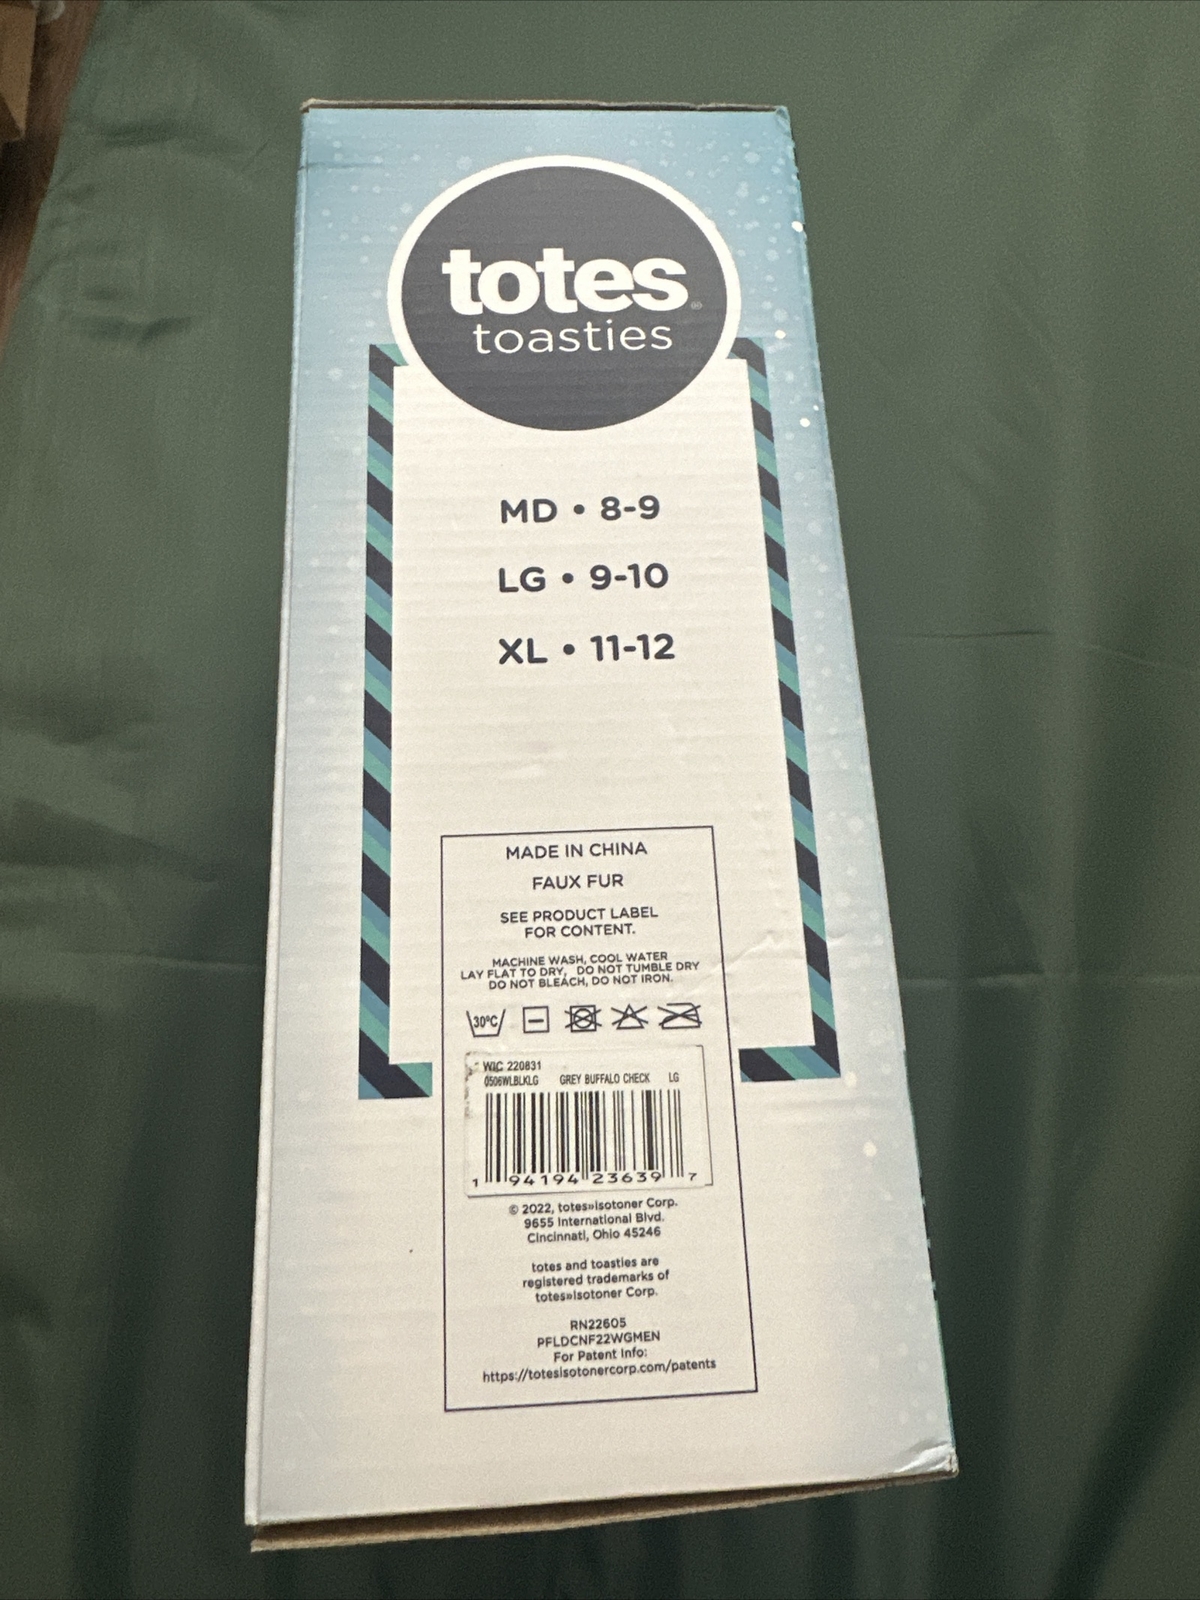 totes®
toasties
MD • 8-9
LG • 9-10
XL • 11-12
MADE IN CHINA
FAUX FUR
SEE PRODUCT LABEL
FOR CONTENT.
MACHINE WASH, COOL WATER
LAY FLAT TO DRY, DO NOT TUMBLE DRY
DO NOT BLEACH, DO NOT IRON.
30°C
WIC 220831
0506WLBLKLG GREY BUFFALO CHECK LG
1 94194 23639 7
© 2022, totes»isotoner Corp.
9655 International Blvd.
Cincinnati, Ohio 45246
totes and toasties are
registered trademarks of
totes»isotoner Corp.
RN22605
PFLDCNF22WGMEN
For Patent Info:
https://totesisotonercorp.com/patents